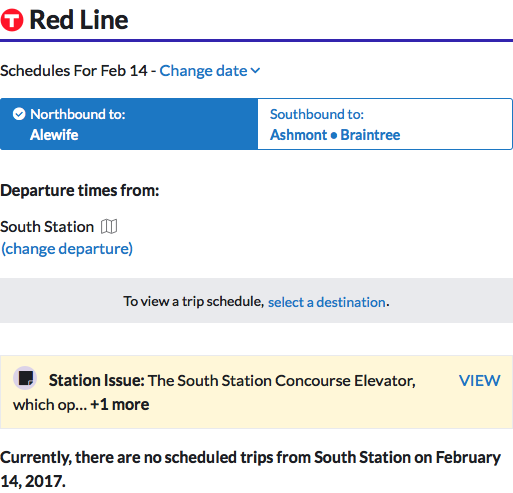 T Red Line
Schedules For Feb 14 - Change date
Northbound to:
Alewife
Southbound to:
Ashmont • Braintree
Departure times from:
South Station
(change departure)
To view a trip schedule, select a destination.
Station Issue: The South Station Concourse Elevator,
which op... +1 more
VIEW
Currently, there are no scheduled trips from South Station on February
14, 2017.